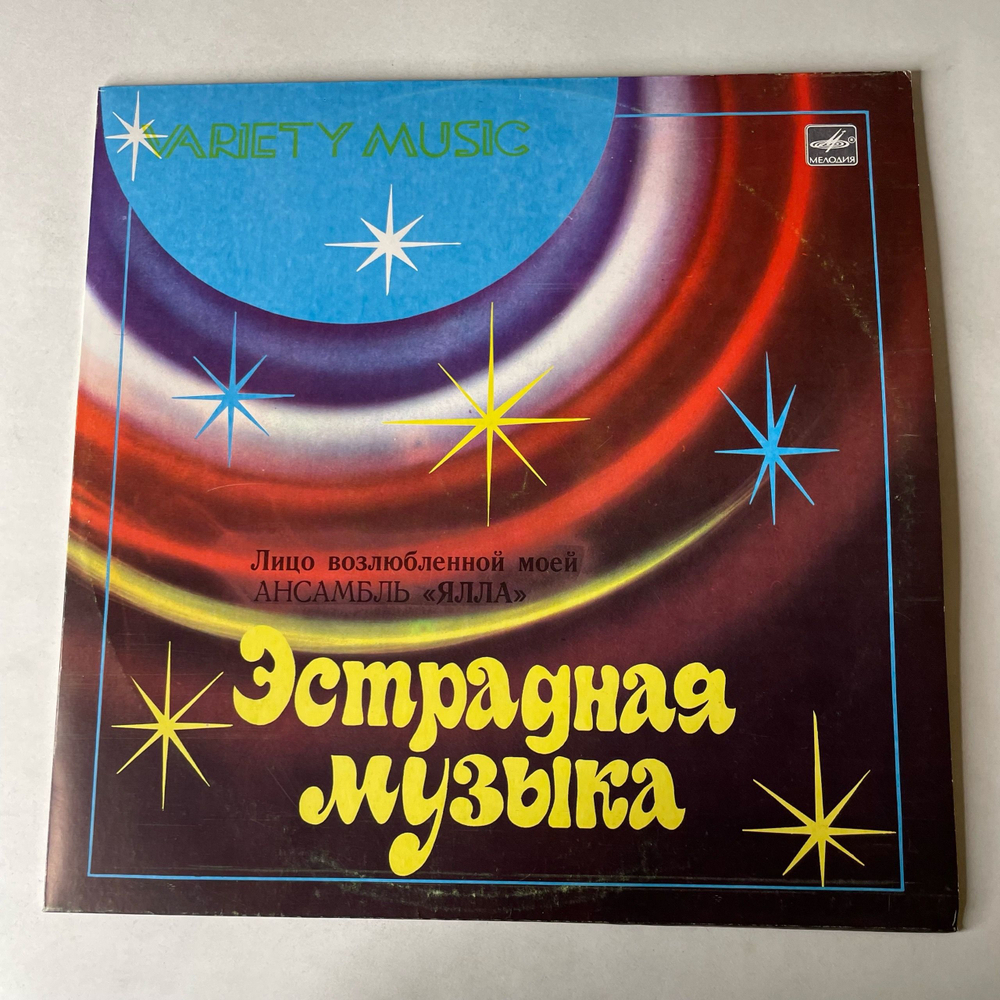 VARIETY MUSIC
МЕЛОДИЯ
Лицо возлюбленной моей
АНСАМБЛЬ «ЯЛЛА»
Эстрадная
музыка